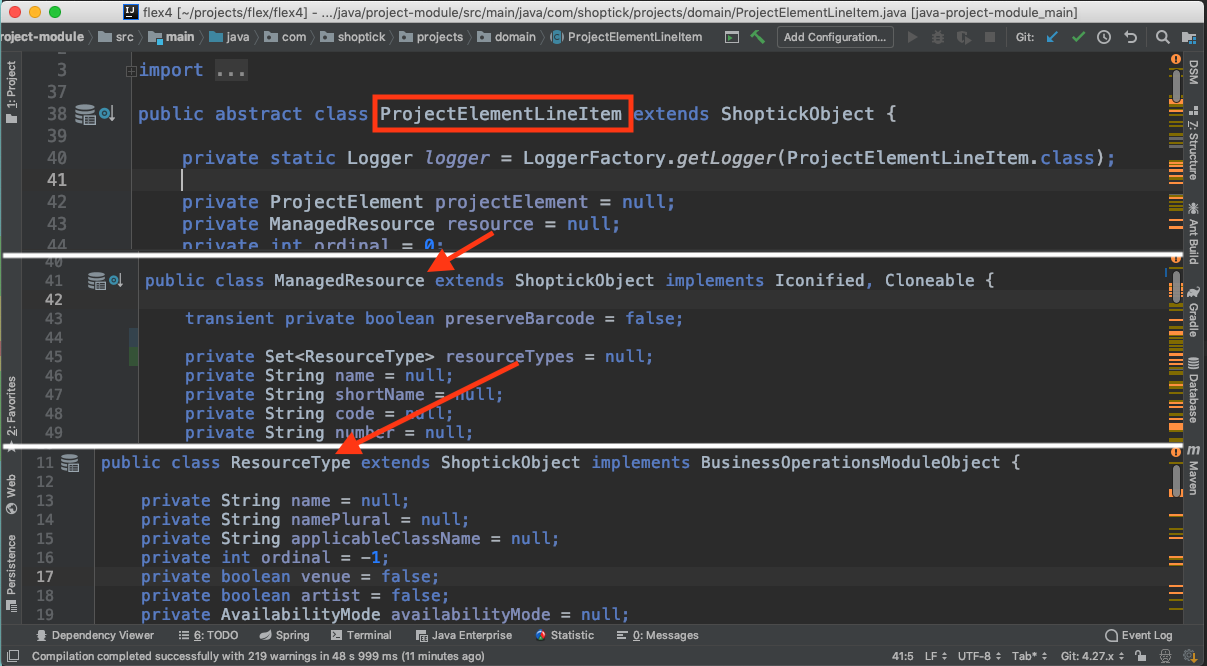 flex4 [~/projects/flex/flex4] - .../java/project-module/src/main/java/com/shoptick/projects/domain/ProjectElementLineItem.java [java-project-module_main]
roject-module src main java com shoptick projects domain ProjectElementLineItem Add Configuration... Git:
1: Project
2: Favorites
Web
Persistence
3 import ...
37
38 public abstract class ProjectElementLineItem extends ShoptickObject {
39
40 private static Logger logger = LoggerFactory.getLogger(ProjectElementLineItem.class);
41
42 private ProjectElement projectElement = null;
43 private ManagedResource resource = null;
44 private int ordinal = 0;
40
41 public class ManagedResource extends ShoptickObject implements Iconified, Cloneable {
42
43 transient private boolean preserveBarcode = false;
44
45 private Set<ResourceType> resourceTypes = null;
46 private String name = null;
47 private String shortName = null;
48 private String code = null;
49 private String number = null;
11 public class ResourceType extends ShoptickObject implements BusinessOperationsModuleObject {
12
13 private String name = null;
14 private String namePlural = null;
15 private String applicableClassName = null;
16 private int ordinal = -1;
17 private boolean venue = false;
18 private boolean artist = false;
19 private AvailabilityMode availabilityMode = null;
DSM
7: Structure
Ant Build
Gradle
Database
Maven
Dependency Viewer 6: TODO Spring Terminal Java Enterprise Statistic 0: Messages Event Log
Compilation completed successfully with 219 warnings in 48 s 999 ms (11 minutes ago) 41:5 LF UTF-8 Tab* Git: 4.27.x